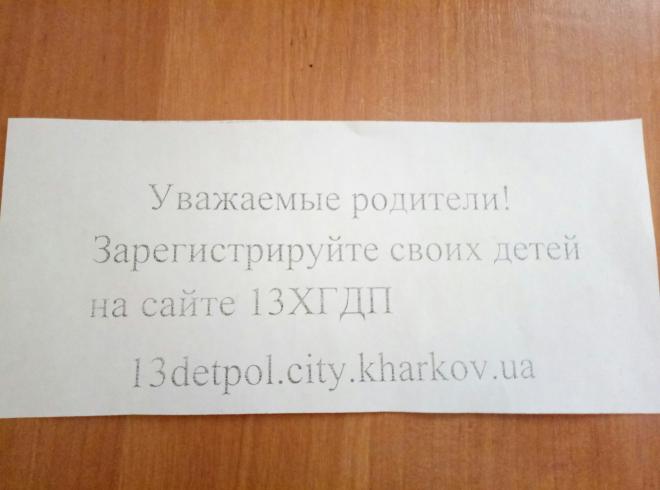 Уважаемые родители!
Зарегистрируйте своих детей
на сайте 13ХГДП
13detpol.city.kharkov.ua